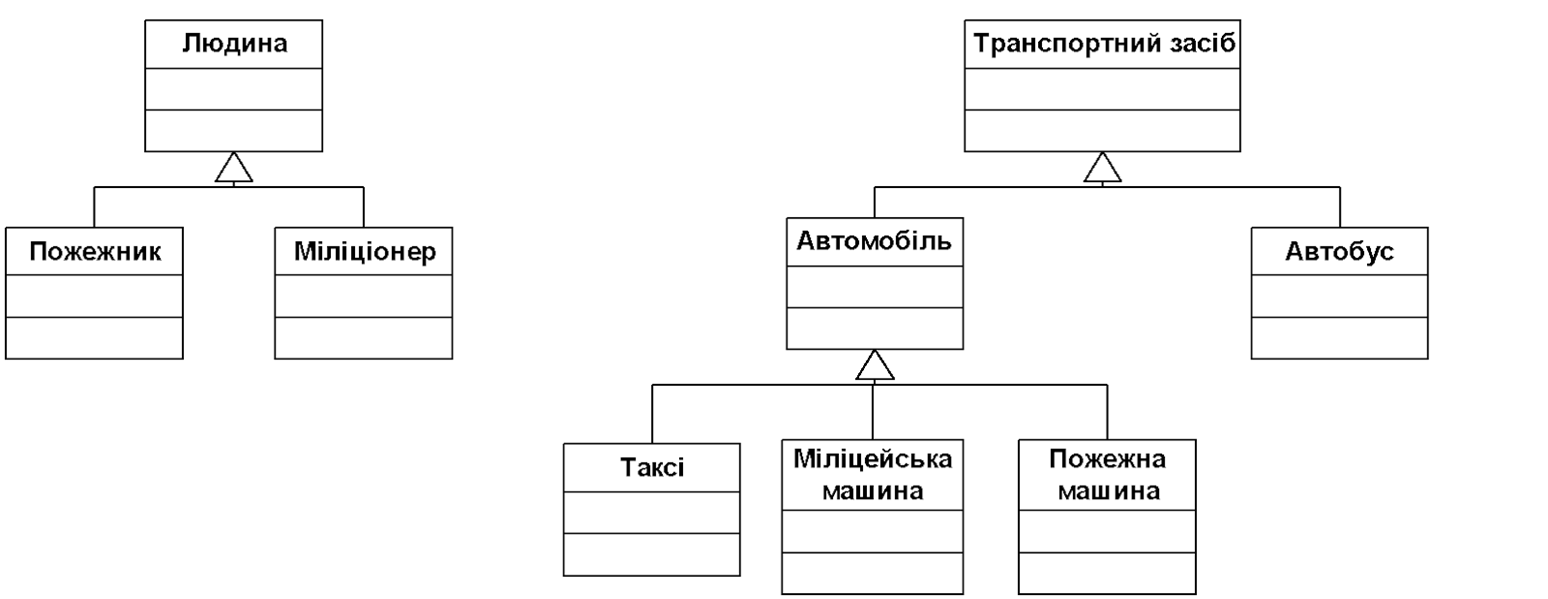 Людина
Транспортний засіб
Пожежник
Міліціонер
Автомобіль
Автобус
Таксі
Міліцейська
машина
Пожежна
машина